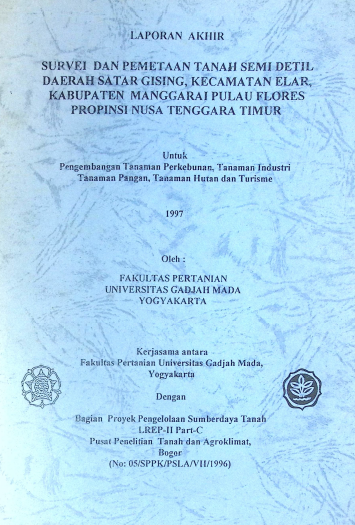 LAPORAN AKHIR
SURVEI DAN PEMETAAN TANAH SEMI DETIL
DAERAH SATAR GISING, KECAMATAN ELAR,
KABUPATEN MANGGARAI PULAU FLORES
PROPINSI NUSA TENGGARA TIMUR
Untuk
Pengembangan Tanaman Perkebunan, Tanaman Industri
Tanaman Pangan, Tanaman Hutan dan Turisme
1997
Oleh :
FAKULTAS PERTANIAN
UNIVERSITAS GADJAH MADA
YOGYAKARTA
Kerjasama antara
Fakultas Pertanian Universitas Gadjah Mada,
Yogyakarta
Dengan
Bagian Proyek Pengelolaan Sumberdaya Tanah
LREP-II Part-C
Pusat Penelitian Tanah dan Agroklimat,
Bogor
(No: 05/SPPK/PSLA/VII/1996)